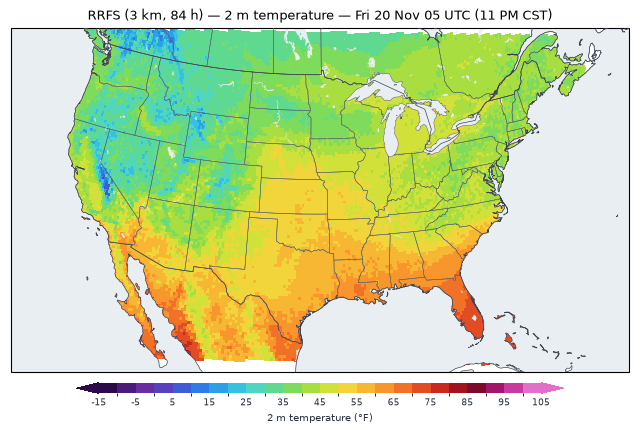 RRFS (3 km, 84 h) — 2 m temperature — Fri 20 Nov 05 UTC (11 PM CST)
-15 -5 5 15 25 35 45 55 65 75 85 95 105
2 m temperature (°F)